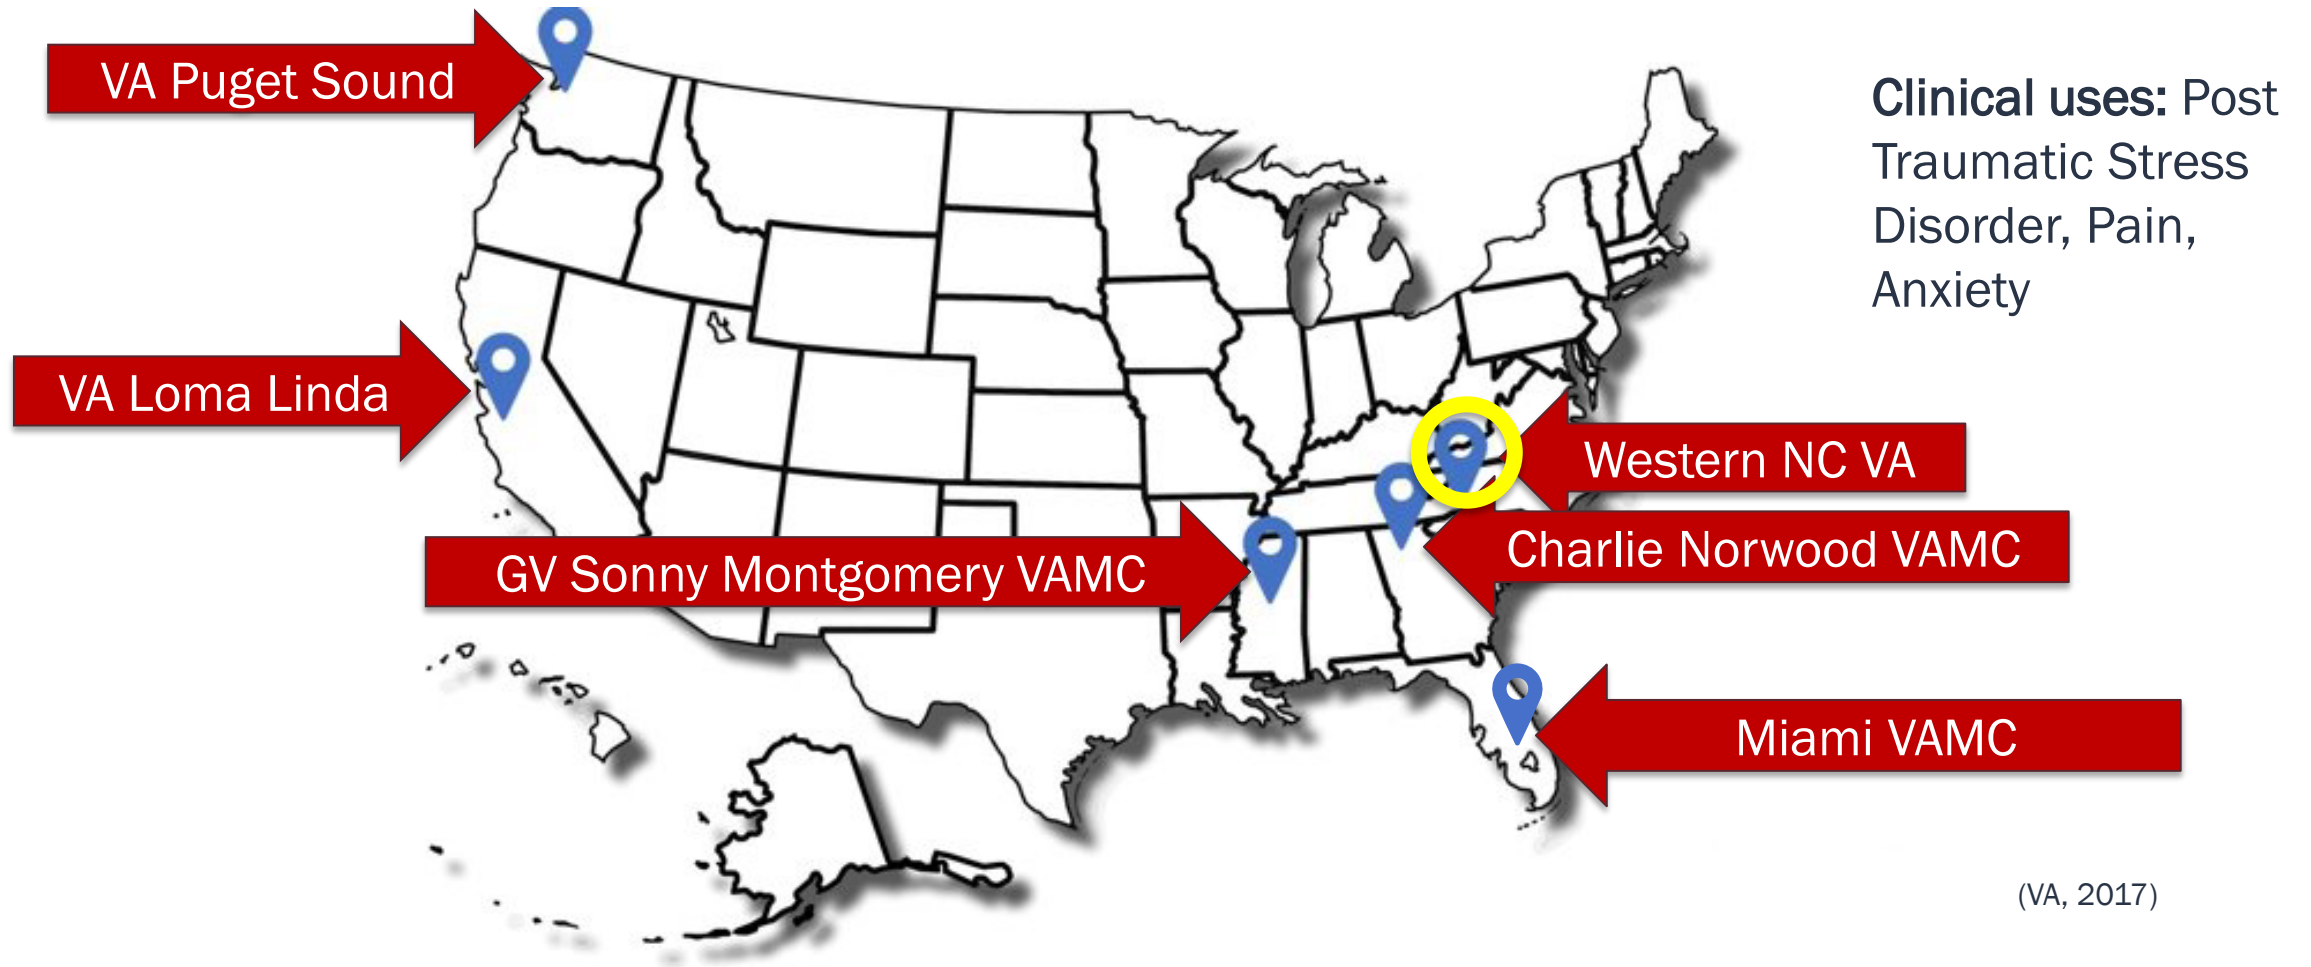 VA Puget Sound
Clinical uses: Post
Traumatic Stress
Disorder, Pain,
Anxiety
VA Loma Linda
Western NC VA
Charlie Norwood VAMC
GV Sonny Montgomery VAMC
Miami VAMC
(VA, 2017)